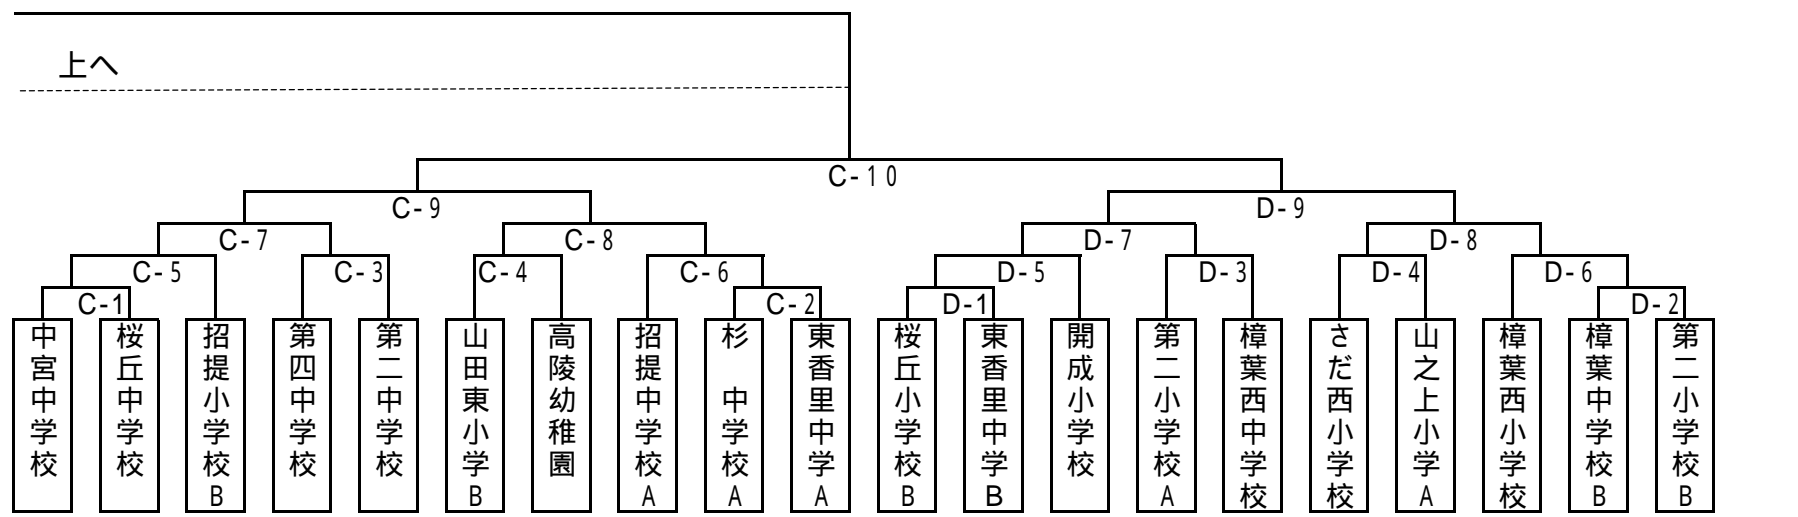 上へ
C-10
C-9
D-9
C-7
C-8
D-7
D-8
C-5
C-3
C-4
C-6
D-5
D-3
D-4
D-6
C-1
C-2
D-1
D-2
中宮中学校
桜丘中学校
招提小学校B
第四中学校
第二中学校
山田東小学B
高陵幼稚園
招提中学校A
杉　中学校A
東香里中学A
桜丘小学校B
東香里中学B
開成小学校
第二小学校A
樟葉西中学校
さだ西小学校
山之上小学A
樟葉西小学校
樟葉中学校B
第二小学校B